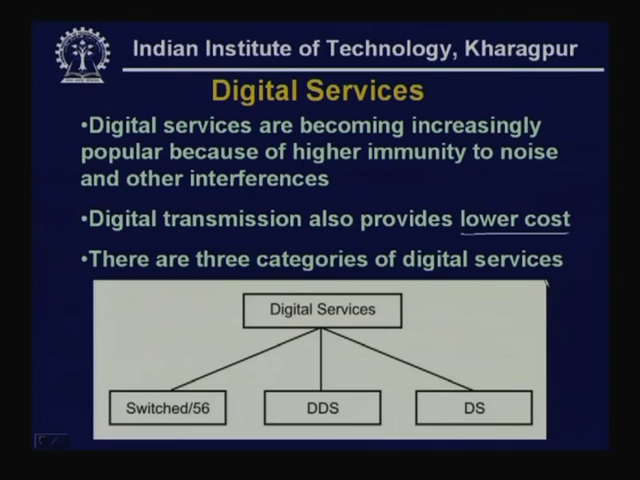 Indian Institute of Technology, Kharagpur
Digital Services
•Digital services are becoming increasingly
popular because of higher immunity to noise
and other interferences
•Digital transmission also provides lower cost
•There are three categories of digital services
Digital Services
Switched/56 DDS DS